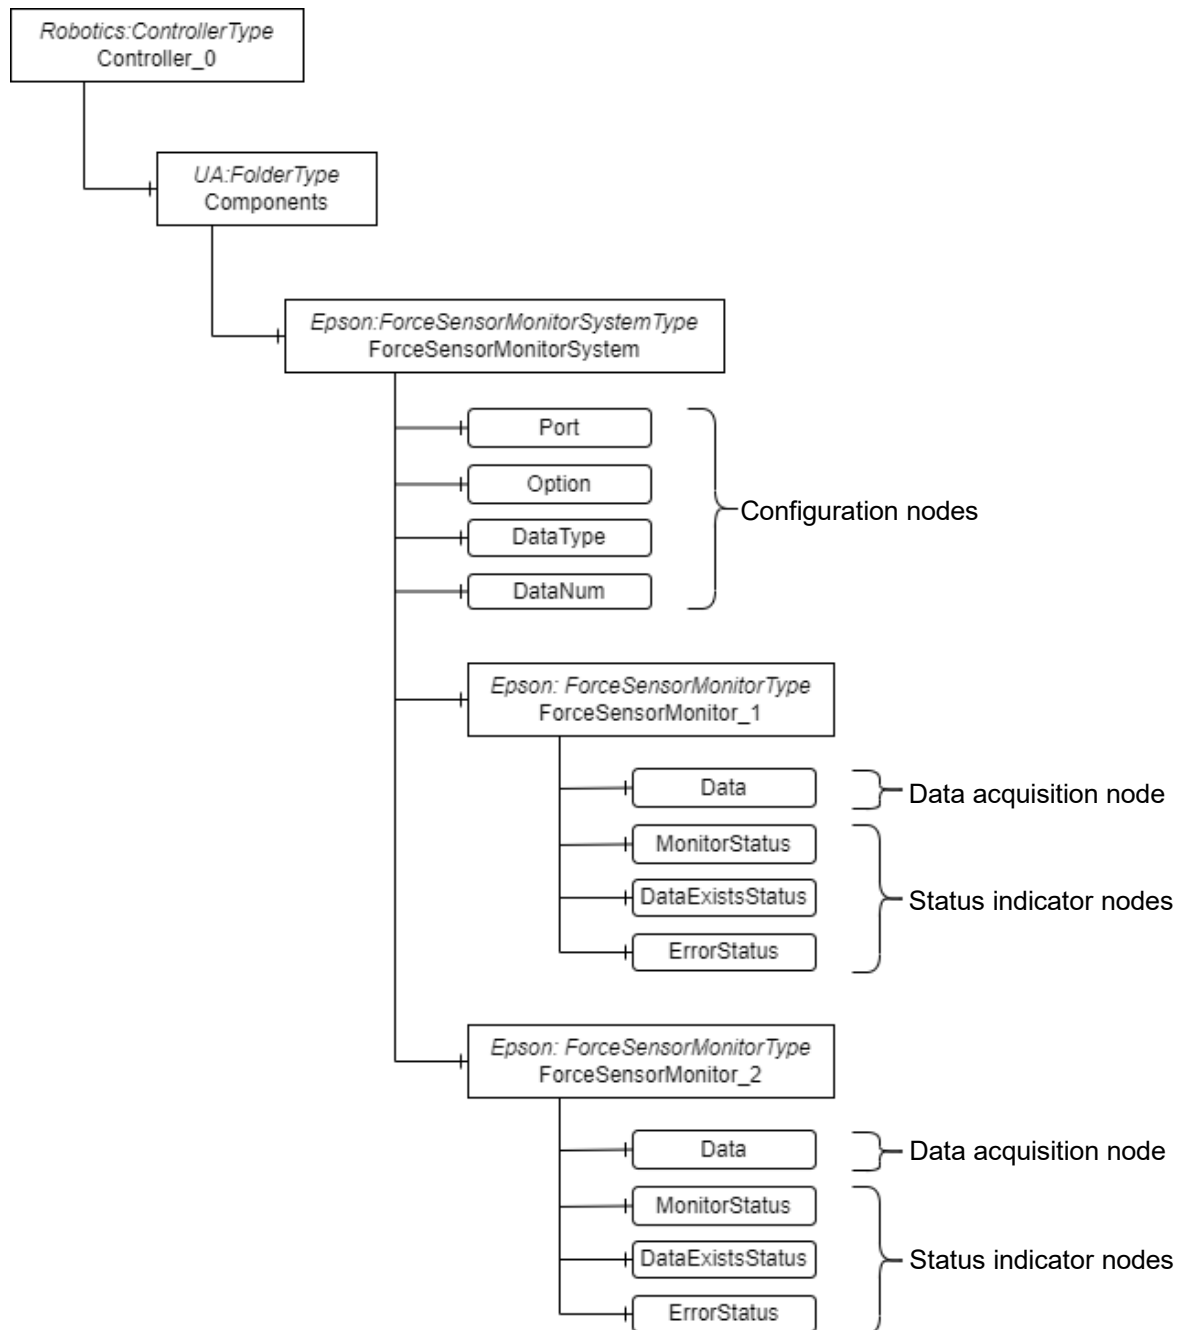 Robotics:ControllerType
Controller_0
UA:FolderType
Components
Epson:ForceSensorMonitorSystemType
ForceSensorMonitorSystem
Port
Option
DataType
DataNum
Configuration nodes
Epson: ForceSensorMonitorType
ForceSensorMonitor_1
Data
Data acquisition node
MonitorStatus
DataExistsStatus
ErrorStatus
Status indicator nodes
Epson: ForceSensorMonitorType
ForceSensorMonitor_2
Data
Data acquisition node
MonitorStatus
DataExistsStatus
ErrorStatus
Status indicator nodes